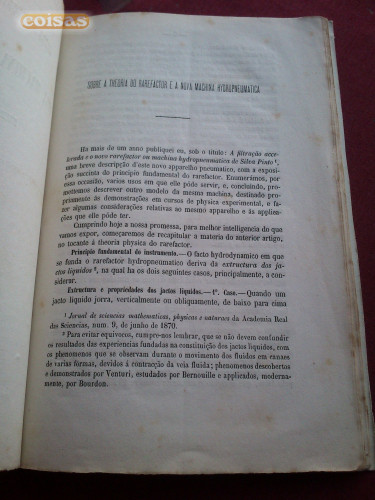 coisas
SOBRE A THEORIA DO RAREFACTOR E A NOVA MACHINA HYDROPNEUMATICA
Ha mais de um anno publiquei eu, sob o titulo: A filtração acce-
lerada e o novo rarefactor ou machina hydropneumatica de Silva Pinto ¹,
uma breve descripção d'este novo apparelho pneumatico, com a exposi-
ção succinta do principio fundamental do rarefactor. Enumerámos, por
essa occasião, varios usos em que elle póde servir, e, concluindo, pro-
mettemos descrever outro modelo da mesma machina, destinado pro-
priamente ás demonstrações em cursos de physica experimental, e fa-
zer algumas considerações relativas ao mesmo apparelho e ás applica-
ções que elle póde ter.
Cumprindo hoje a nossa promessa, para melhor intelligencia do que
vamos expor, começaremos de recapitular a materia do anterior artigo,
no tocante á theoria physica do rarefactor.
Principio fundamental do instrumento.—O facto hydrodynamico em que
se funda o rarefactor hydropneumatico deriva da estructura dos ja-
ctos liquidos ², na qual ha os dois seguintes casos, principalmente, a con-
siderar.
Estructura e propriedades dos jactos liquidos.—1º. Caso.—Quando um
jacto liquido jorra, verticalmente ou obliquamente, de baixo para cima
¹ Jornal de sciencias mathematicas, physicas e naturaes da Academia Real
das Sciencias, num. 9, de junho de 1870.
² Para evitar equivocos, cumpre-nos lembrar, que se não devem confundir
os resultados das experiencias fundadas na constituição dos jactos liquidos, com
os phenomenos que se observam durante o movimento dos fluidos em canaes
de varias fórmas, devidos á contracção da veia fluida; phenomenos descobertos
e demonstrados por Venturi, estudados por Bernouille e applicados, moderna-
mente, por Bourdon.